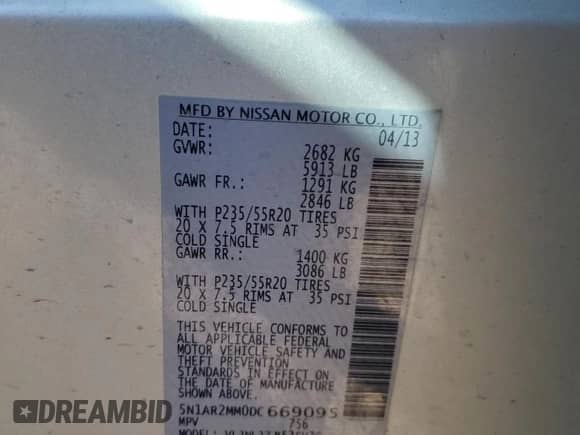 MFD BY NISSAN MOTOR CO., LTD.
DATE: 04/13
GVWR: 2682 KG
5913 LB
GAWR FR.: 1291 KG
2846 LB
WITH P235/55R20 TIRES
20 X 7.5 RIMS AT 35 PSI
COLD SINGLE
GAWR RR.: 1400 KG
3086 LB
WITH P235/55R20 TIRES
20 X 7.5 RIMS AT 35 PSI
COLD SINGLE
THIS VEHICLE CONFORMS TO
ALL APPLICABLE FEDERAL
MOTOR VEHICLE SAFETY AND
THEFT PREVENTION
STANDARDS IN EFFECT ON
THE DATE OF MANUFACTURE
SHOWN ABOVE.
5N1AR2MM0DC669095
MPV 756
DREAMBID